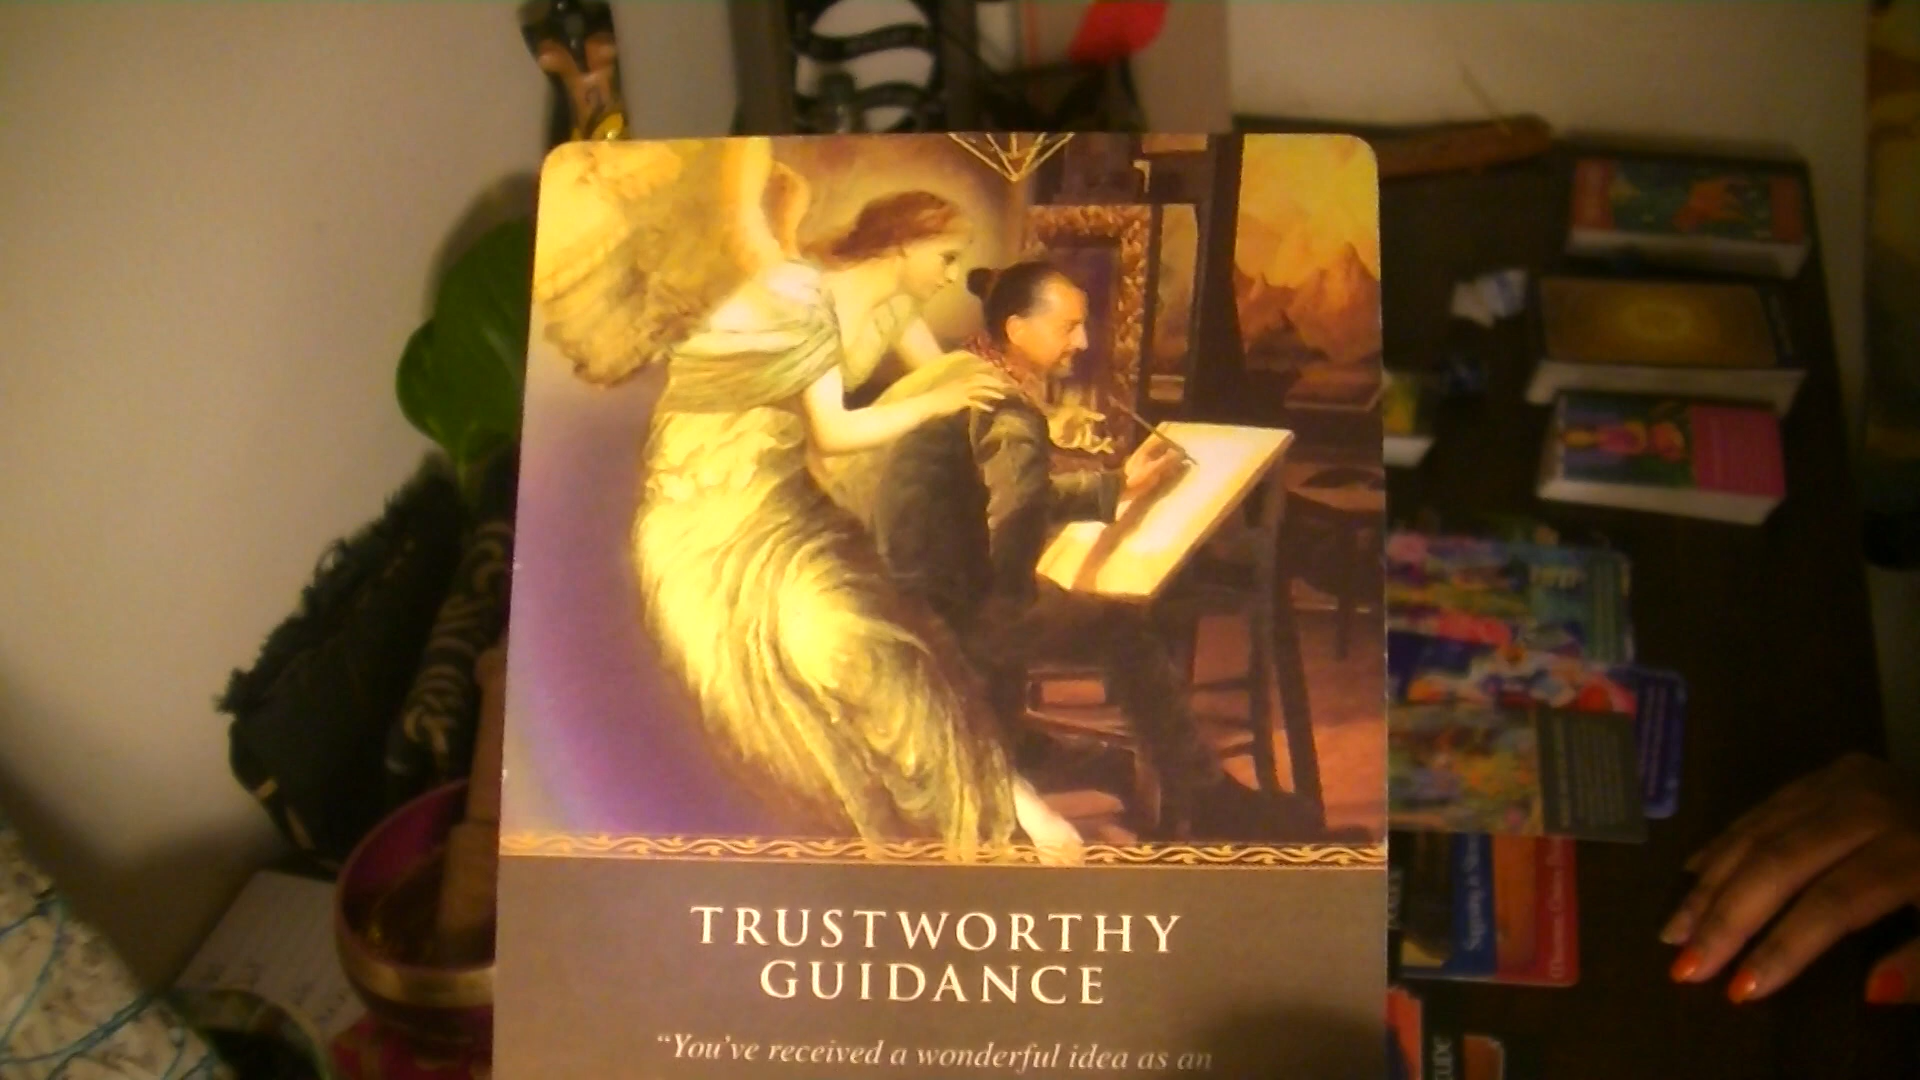 TRUSTWORTHY
GUIDANCE
“You’ve received a wonderful idea as an